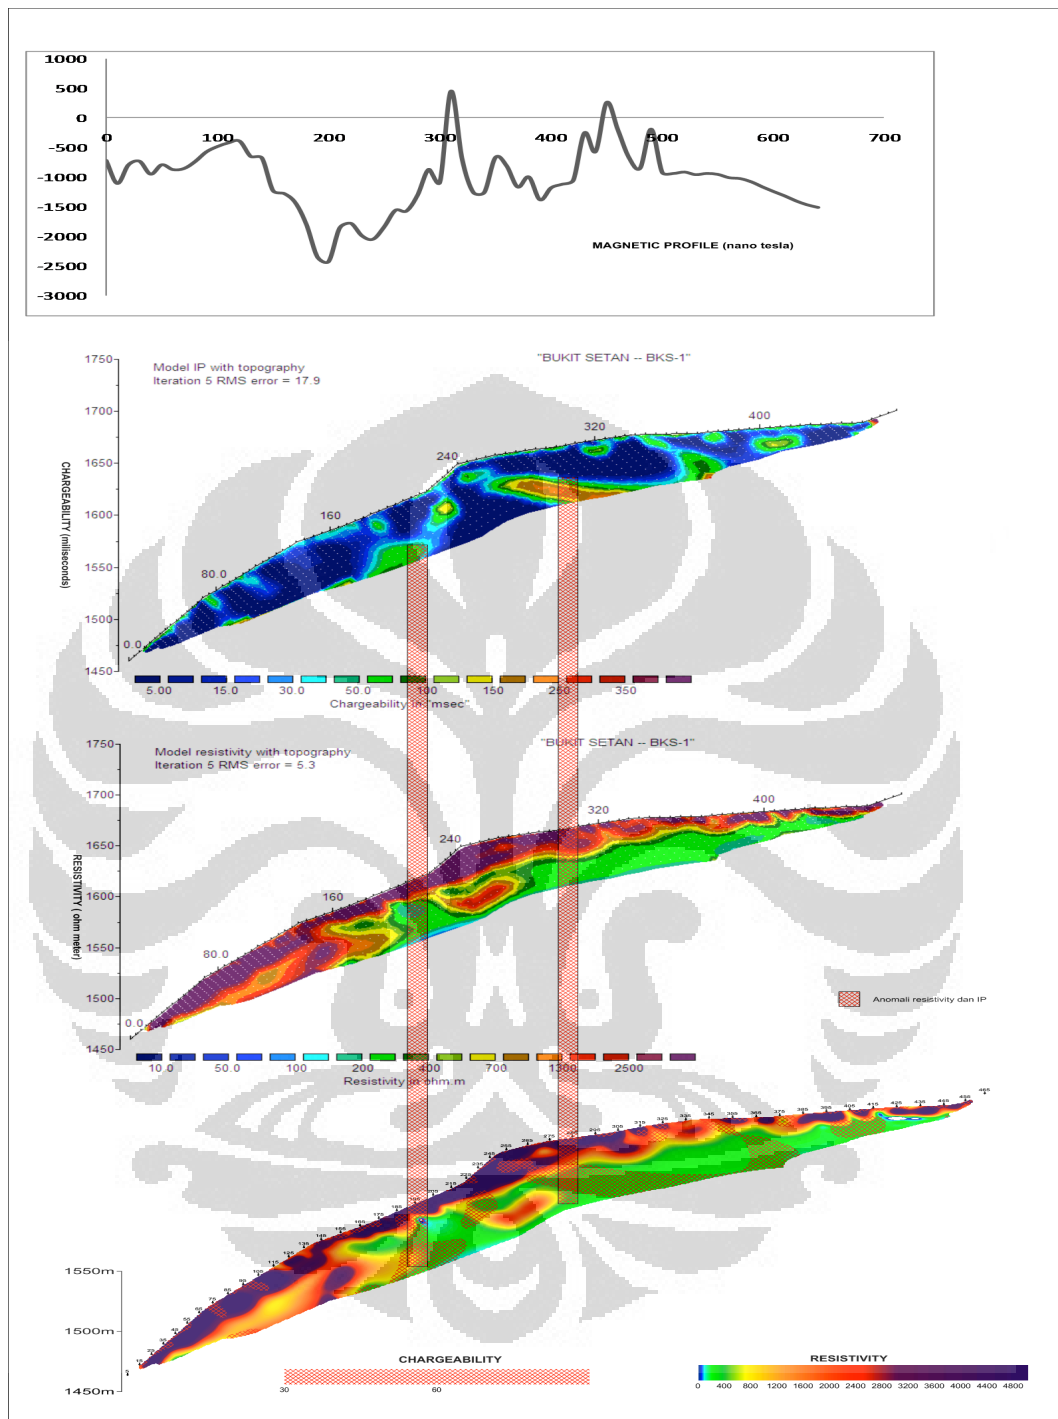 1000
500
0
-500
-1000
-1500
-2000
-2500
-3000
0 100 200 300 400 500 600 700
MAGNETIC PROFILE (nano tesla)
Model IP with topography
Iteration 5 RMS error = 17.9
"BUKIT SETAN -- BKS-1"
CHARGEABILITY (miliseconds)
1750
1700
1650
1600
1550
1500
1450
0.0 80.0 160 240 320 400
5.00 15.0 30.0 50.0 100 150 250 350
Chargeability in "msec"
Model resistivity with topography
Iteration 5 RMS error = 5.3
"BUKIT SETAN -- BKS-1"
RESISTIVITY ( ohm meter)
1750
1700
1650
1600
1550
1500
1450
0.0 80.0 160 240 320 400
Anomali resistivity dan IP
10.0 50.0 100 200 400 700 1300 2500
Resistivity in ohm.m
1550m
1500m
1450m
CHARGEABILITY
30 60
RESISTIVITY
0 400 800 1200 1600 2000 2400 2800 3200 3600 4000 4400 4800